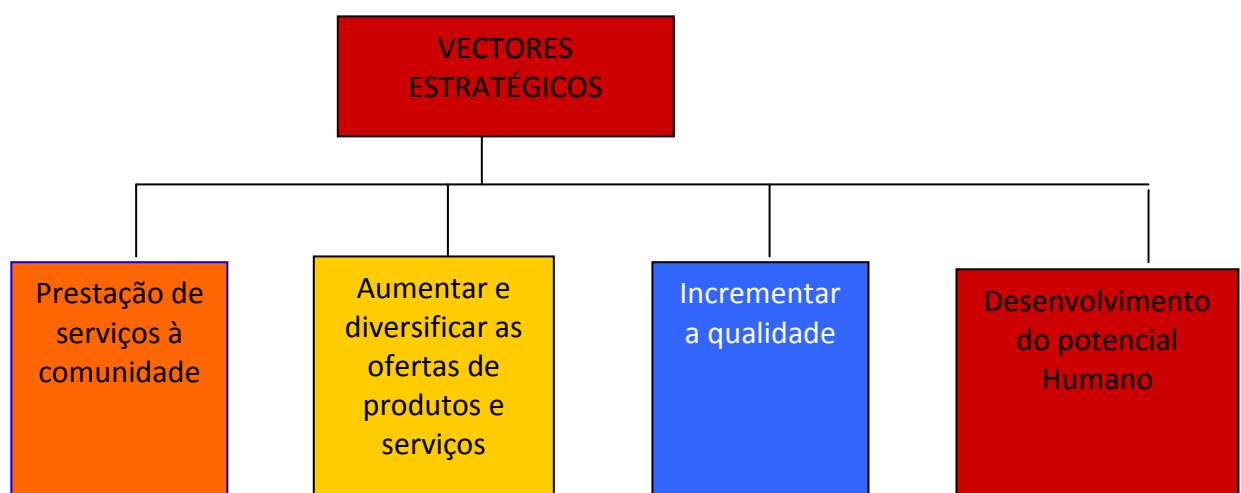 VECTORES
ESTRATÉGICOS
Prestação de
serviços à
comunidade
Aumentar e
diversificar as
ofertas de
produtos e
serviços
Incrementar
a qualidade
Desenvolvimento
do potencial
Humano